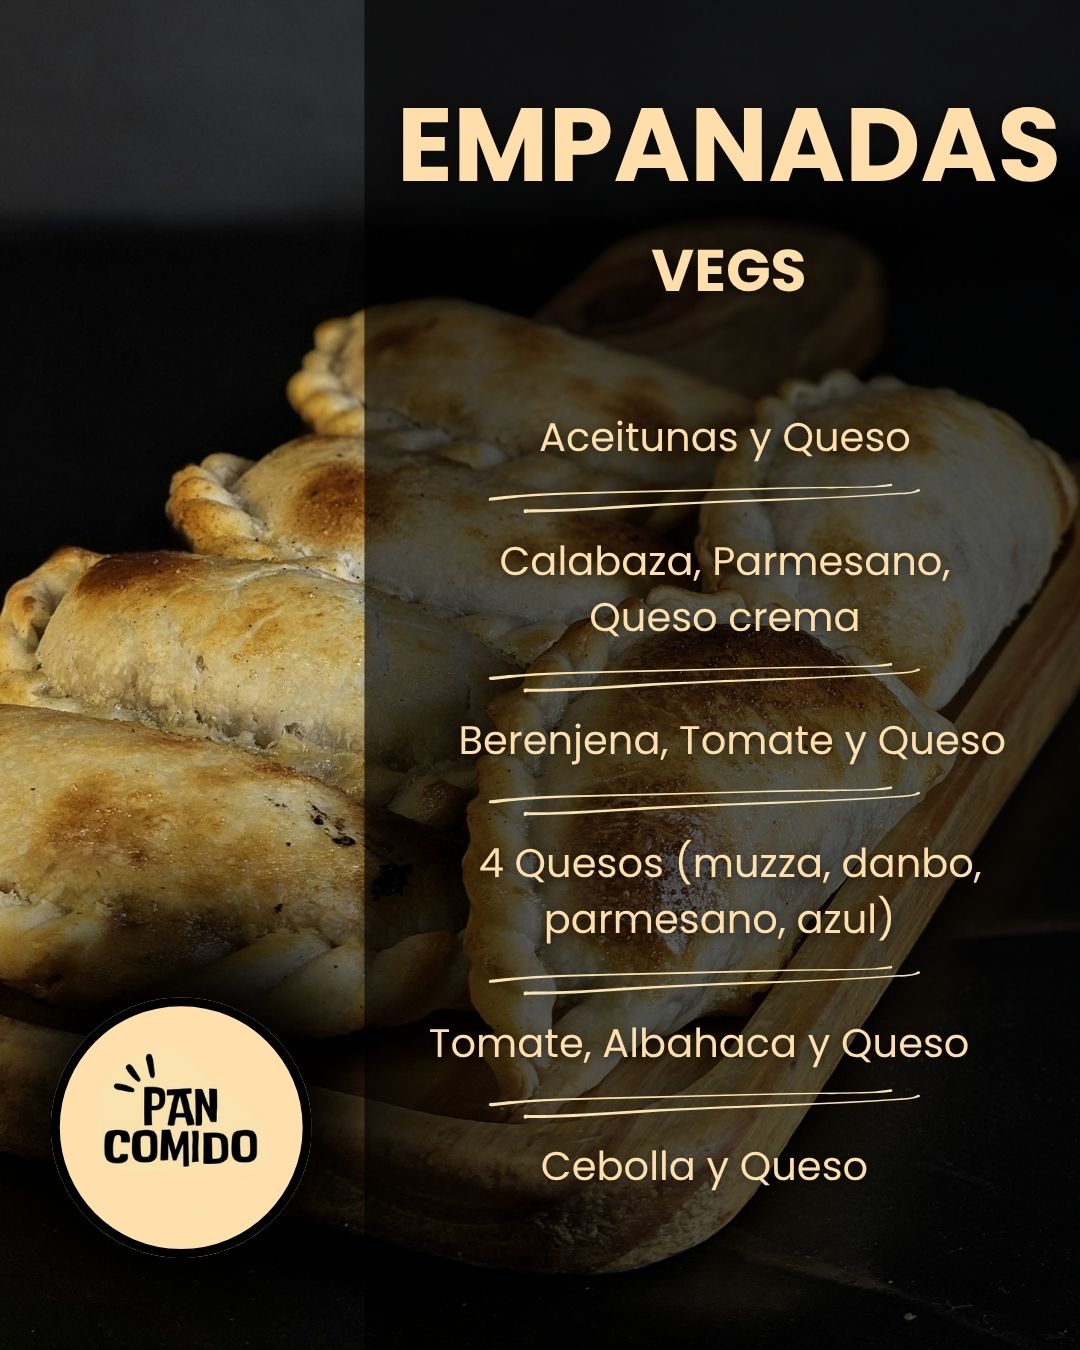 EMPANADAS
VEGS
Aceitunas y Queso
Calabaza, Parmesano,
Queso crema
Berenjena, Tomate y Queso
4 Quesos (muzza, danbo,
parmesano, azul)
Tomate, Albahaca y Queso
Cebolla y Queso
PAN
COMIDO